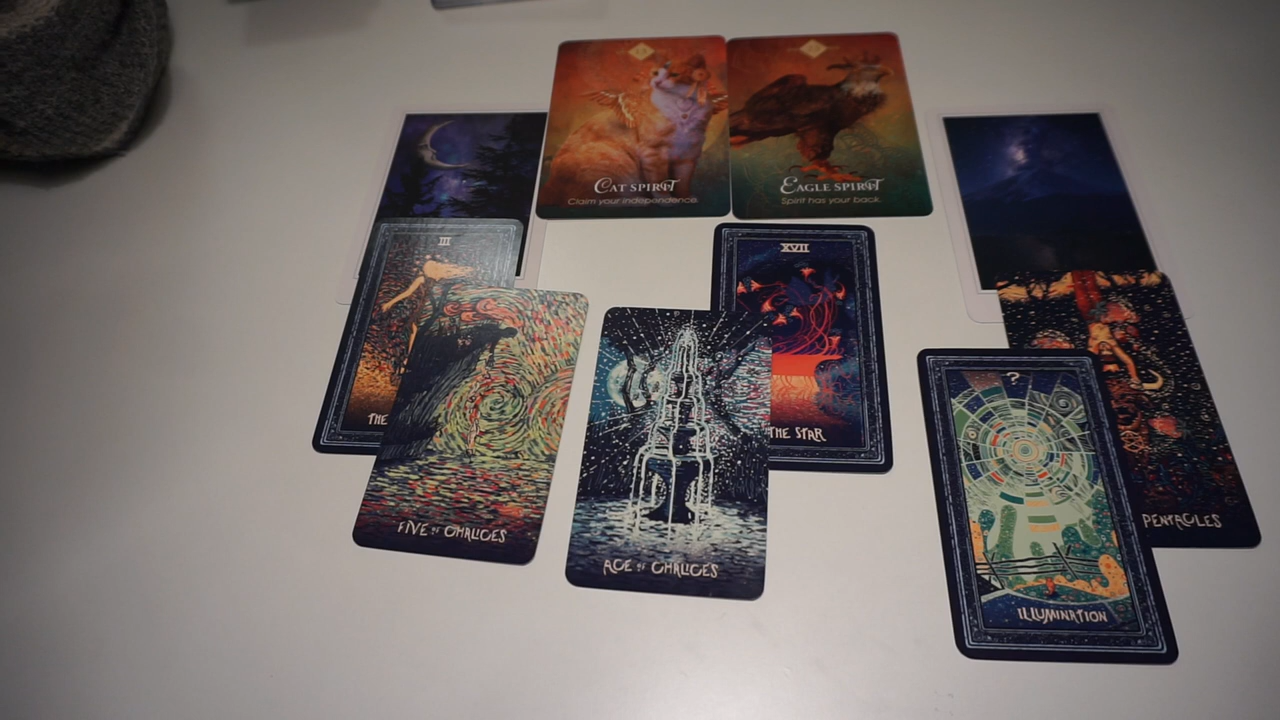 CAT SPIRIT
Claim your independence.
EAGLE SPIRIT
Spirit has your back.
III
THE
FIVE OF CHALICES
ACE OF CHALICES
XVII
THE STAR
?
ILLUMINATION
PENTACLES